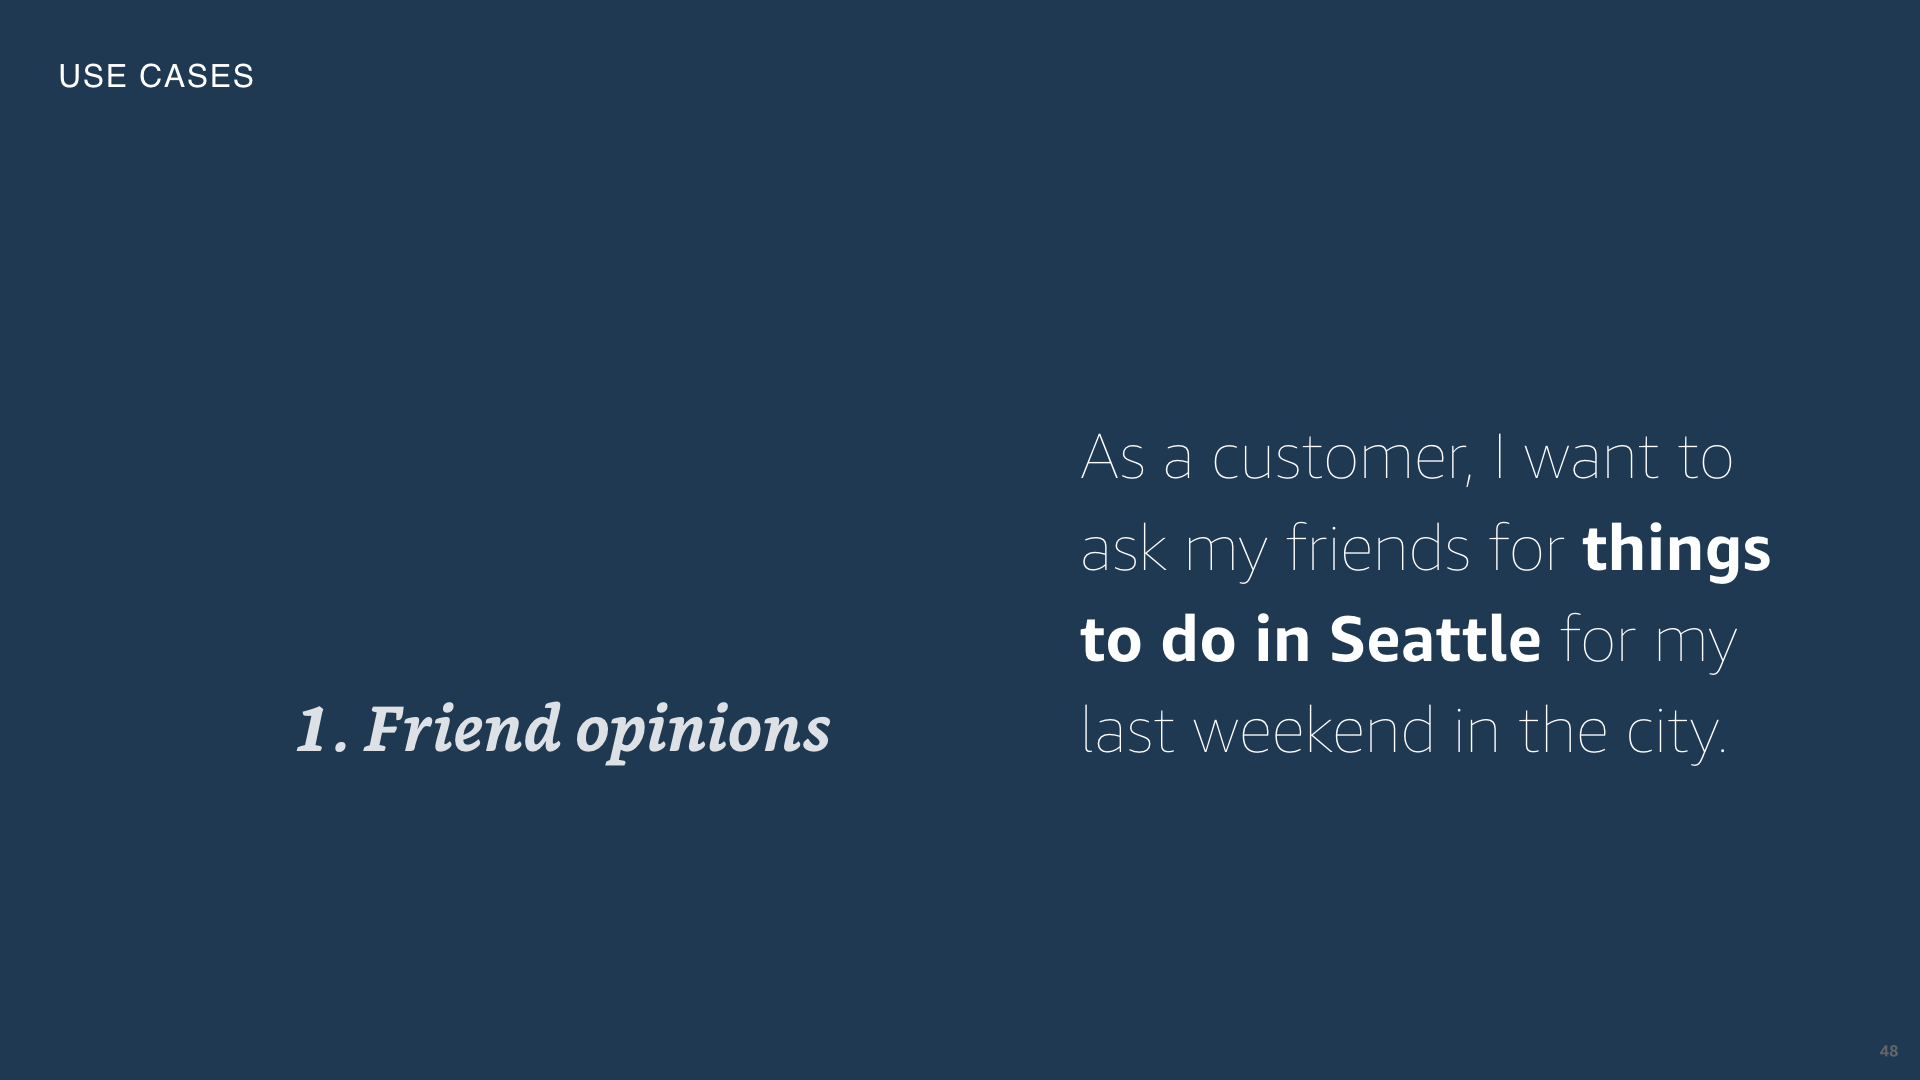 USE CASES
1. Friend opinions
As a customer, I want to
ask my friends for things
to do in Seattle for my
last weekend in the city.
48